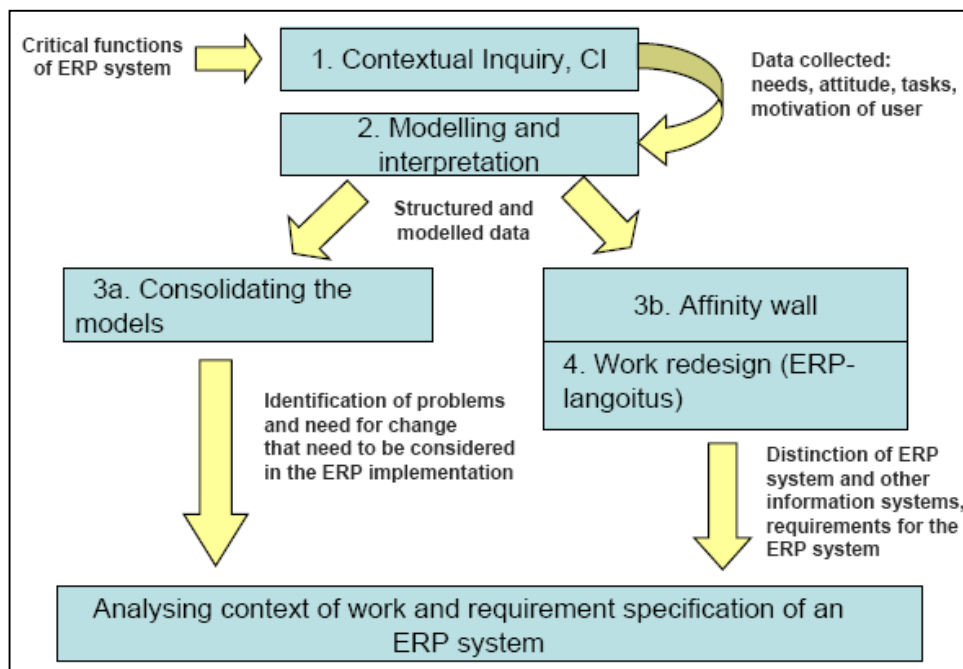 Critical functions
of ERP system
1. Contextual Inquiry, CI
Data collected:
needs, attitude, tasks,
motivation of user
2. Modelling and
interpretation
Structured and
modelled data
3a. Consolidating the
models
3b. Affinity wall
4. Work redesign (ERP-
langoitus)
Identification of problems
and need for change
that need to be considered
in the ERP implementation
Distinction of ERP
system and other
information systems,
requirements for the
ERP system
Analysing context of work and requirement specification of an
ERP system